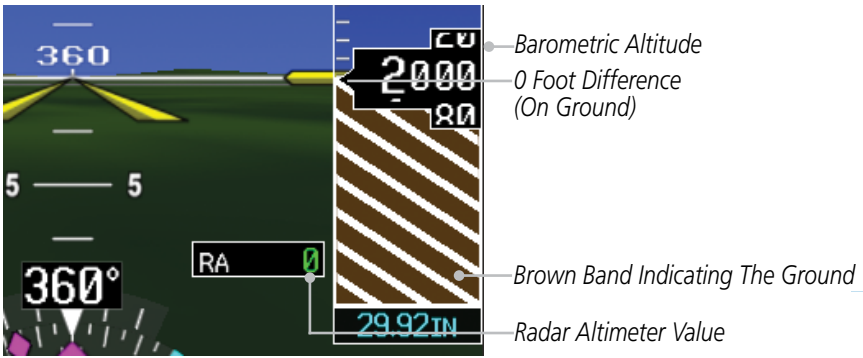 360
20
2000
80
5 5
RA 0
360°
29.92IN
Barometric Altitude
0 Foot Difference
(On Ground)
Brown Band Indicating The Ground
Radar Altimeter Value